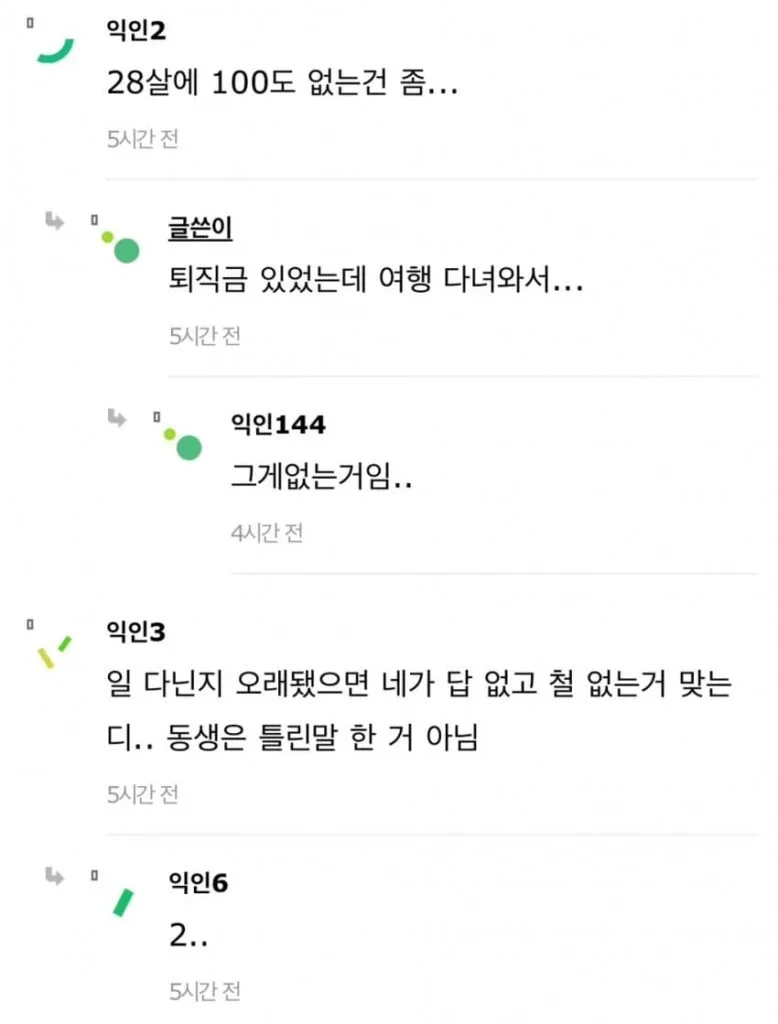 익인2
28살에 100도 없는건 좀...
5시간 전
글쓴이
퇴직금 있었는데 여행 다녀와서...
5시간 전
익인144
그게없는거임..
4시간 전
익인3
일 다닌지 오래됐으면 네가 답 없고 철 없는거 맞는
디.. 동생은 틀린말 한 거 아님
5시간 전
익인6
2..
5시간 전